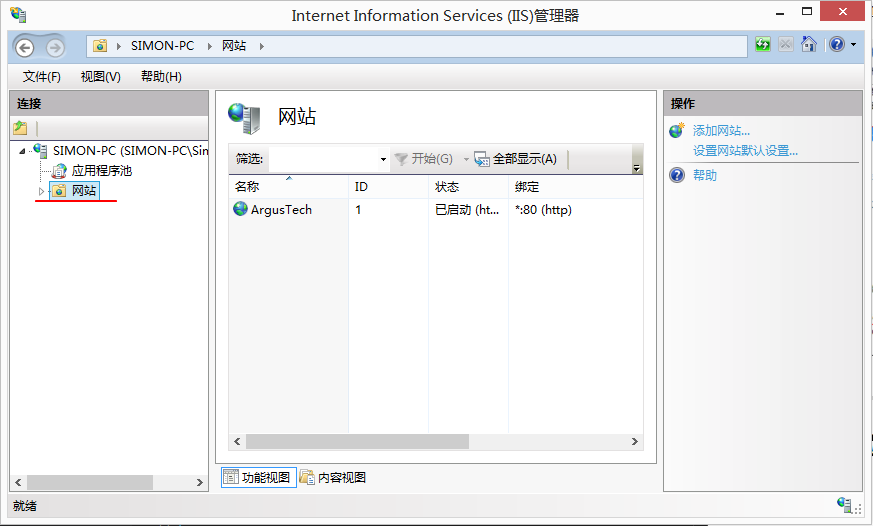 Internet Information Services (IIS)管理器
SIMON-PC 网站
文件(F) 视图(V) 帮助(H)
连接
SIMON-PC (SIMON-PC\Sin
应用程序池
网站
网站
筛选: 开始(G) 全部显示(A)
名称 ID 状态 绑定
ArgusTech 1 已启动 (ht... *:80 (http)
功能视图 内容视图
操作
添加网站...
设置网站默认设置...
帮助
就绪